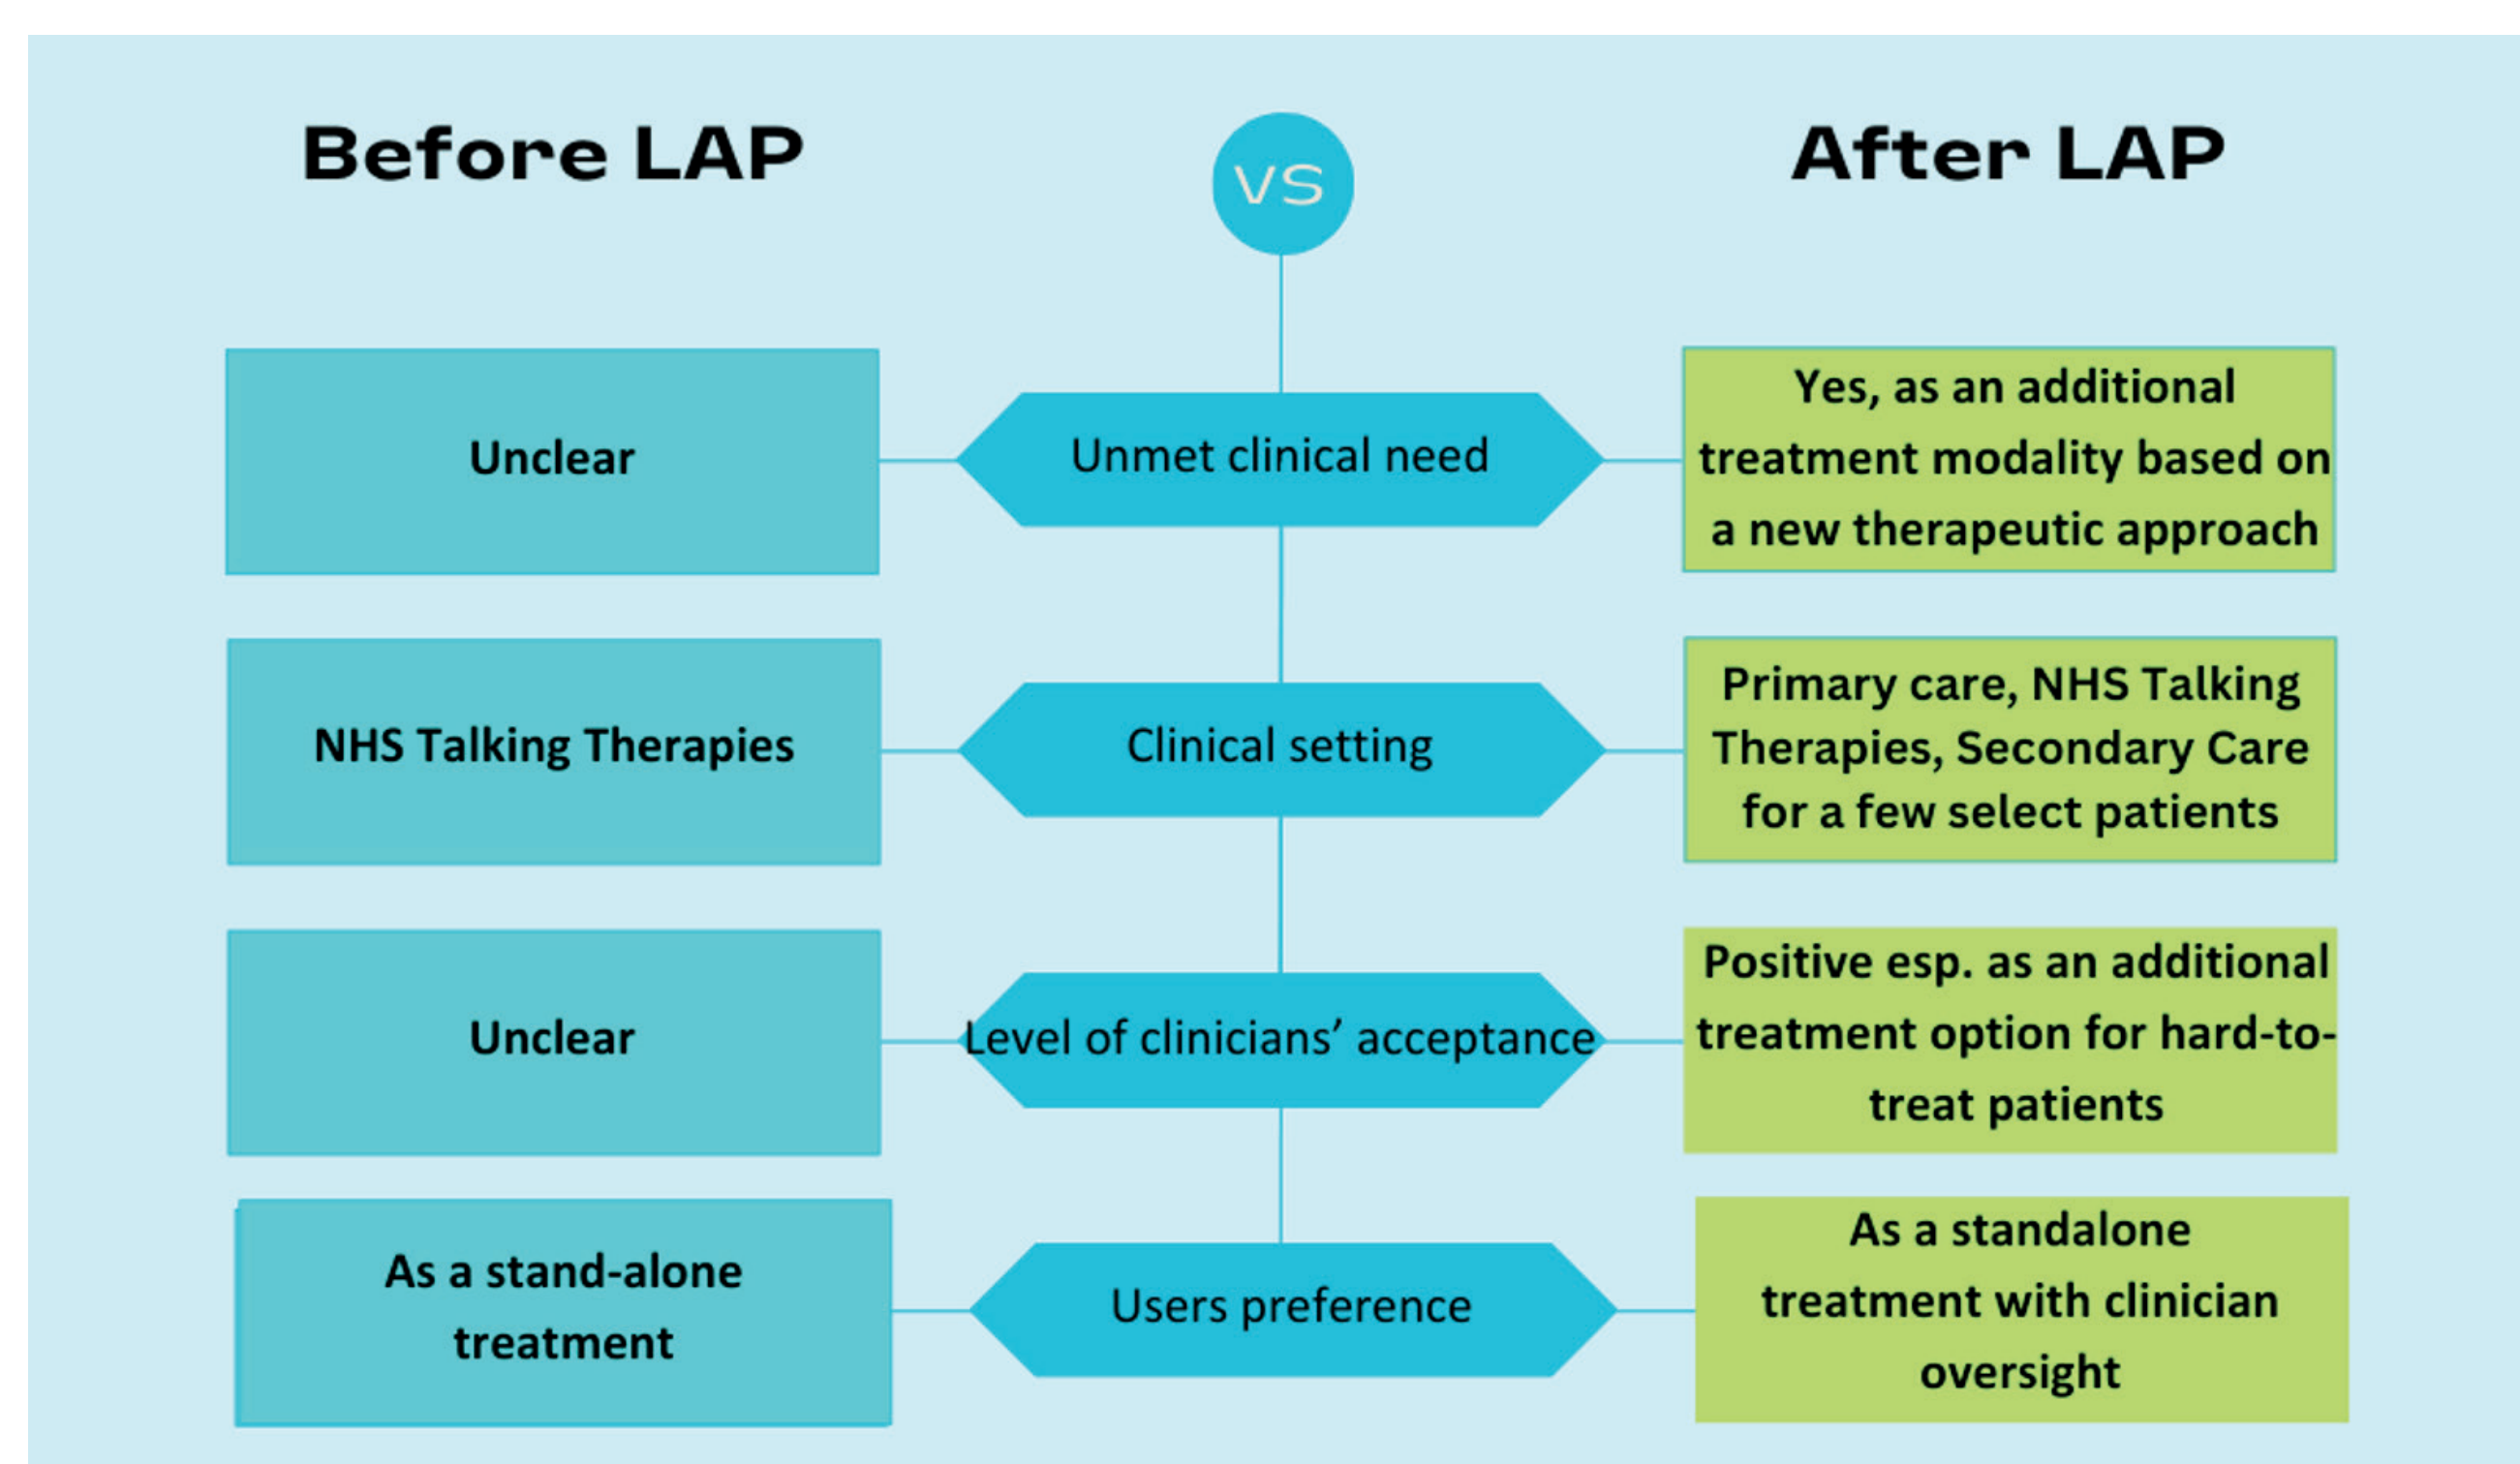 Before LAP
VS
After LAP
Unclear
Unmet clinical need
Yes, as an additional
treatment modality based on
a new therapeutic approach
NHS Talking Therapies
Clinical setting
Primary care, NHS Talking
Therapies, Secondary Care
for a few select patients
Unclear
Level of clinicians’ acceptance
Positive esp. as an additional
treatment option for hard-to-
treat patients
As a stand-alone
treatment
Users preference
As a standalone
treatment with clinician
oversight